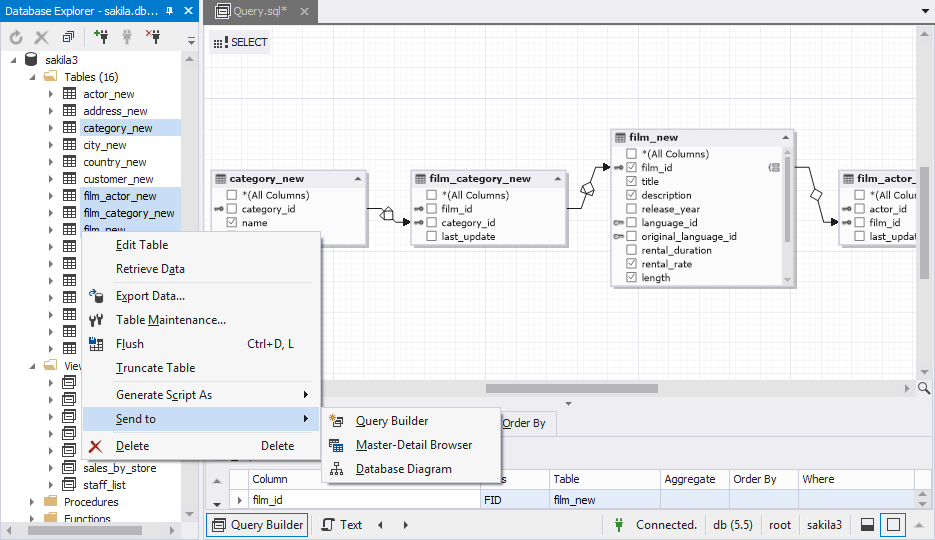 Database Explorer - sakila.db...
Query.sql*
SELECT
sakila3
Tables (16)
actor_new
address_new
category_new
city_new
country_new
customer_new
film_actor_new
film_category_new
film_new
Edit Table
Retrieve Data
Export Data...
Table Maintenance...
Flush Ctrl+D, L
Truncate Table
Generate Script As
Send to
Delete Delete
Query Builder
Master-Detail Browser
Database Diagram
sales_by_store
staff_list
Procedures
Functions
category_new
*(All Columns)
category_id
name
film_category_new
*(All Columns)
film_id
category_id
last_update
film_new
*(All Columns)
film_id
title
description
release_year
language_id
original_language_id
rental_duration
rental_rate
length
film_actor_
*(All Colu
actor_id
film_id
last_upda
Order By
Column Table Aggregate Order By Where
film_id FID film_new
Query Builder Text Connected. db (5.5) root sakila3